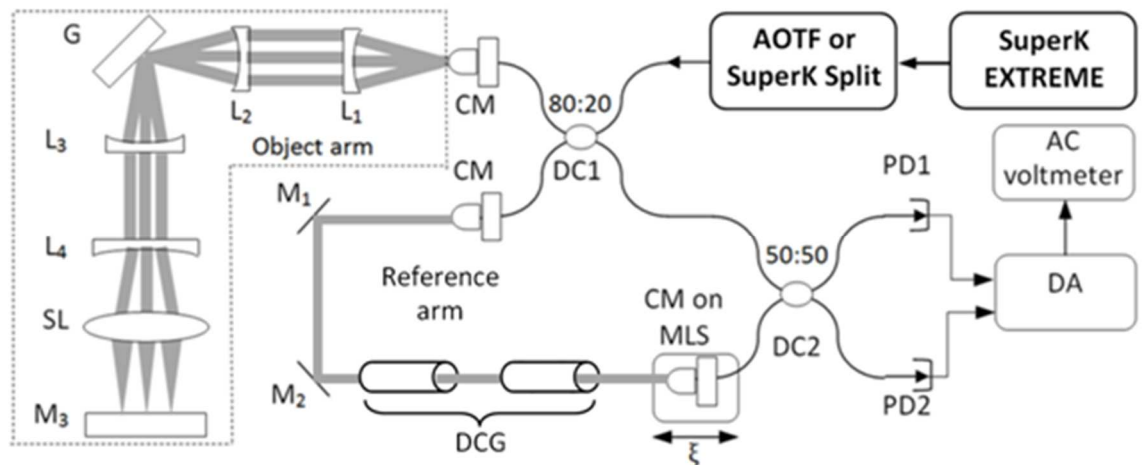 G
L₂
L₁
CM
80:20
AOTF or
SuperK Split
SuperK
EXTREME
L₃
Object arm
CM
DC1
PD1
AC
voltmeter
M₁
L₄
Reference
arm
50:50
DA
SL
CM on
MLS
DC2
M₂
M₃
DCG
PD2
ξ